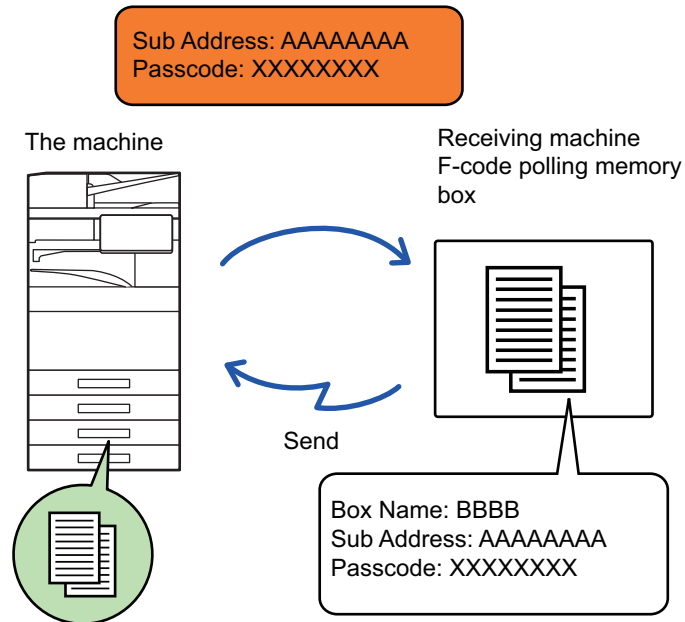 Sub Address: AAAAAAAA
Passcode: XXXXXXXX
The machine
Receiving machine
F-code polling memory
box
Send
Box Name: BBBB
Sub Address: AAAAAAAA
Passcode: XXXXXXXX